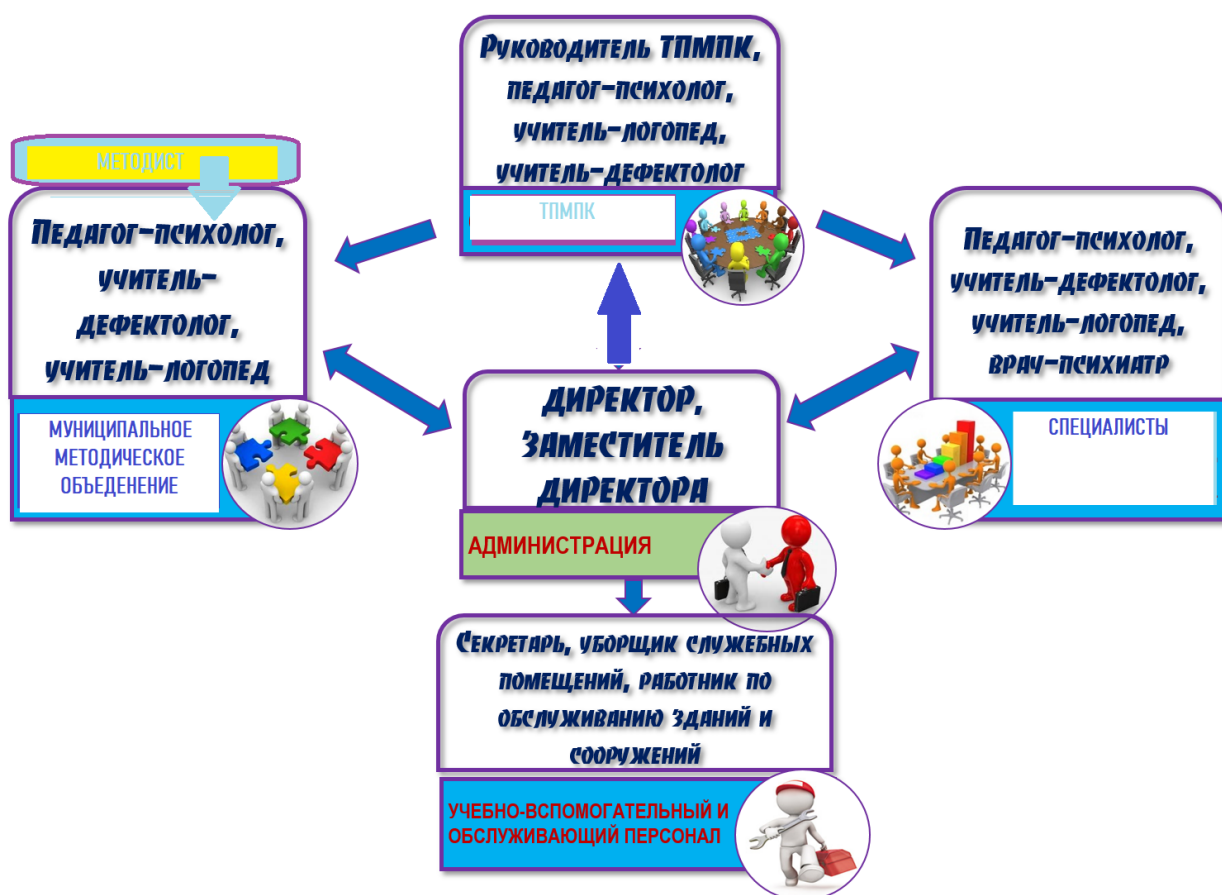 Руководитель ТПМПК,
педагог-психолог,
учитель-логопед,
учитель-дефектолог
ТПМПК
МЕТОДИСТ
Педагог-психолог,
учитель-
дефектолог,
учитель-логопед
МУНИЦИПАЛЬНОЕ
МЕТОДИЧЕСКОЕ
ОБЪЕДЕНЕНИЕ
Педагог-психолог,
учитель-дефектолог,
учитель-логопед,
врач-психиатр
СПЕЦИАЛИСТЫ
ДИРЕКТОР,
ЗАМЕСТИТЕЛЬ
ДИРЕКТОРА
АДМИНИСТРАЦИЯ
Секретарь, уборщик служебных
помещений, работник по
обслуживанию зданий и
сооружений
УЧЕБНО-ВСПОМОГАТЕЛЬНЫЙ И
ОБСЛУЖИВАЮЩИЙ ПЕРСОНАЛ